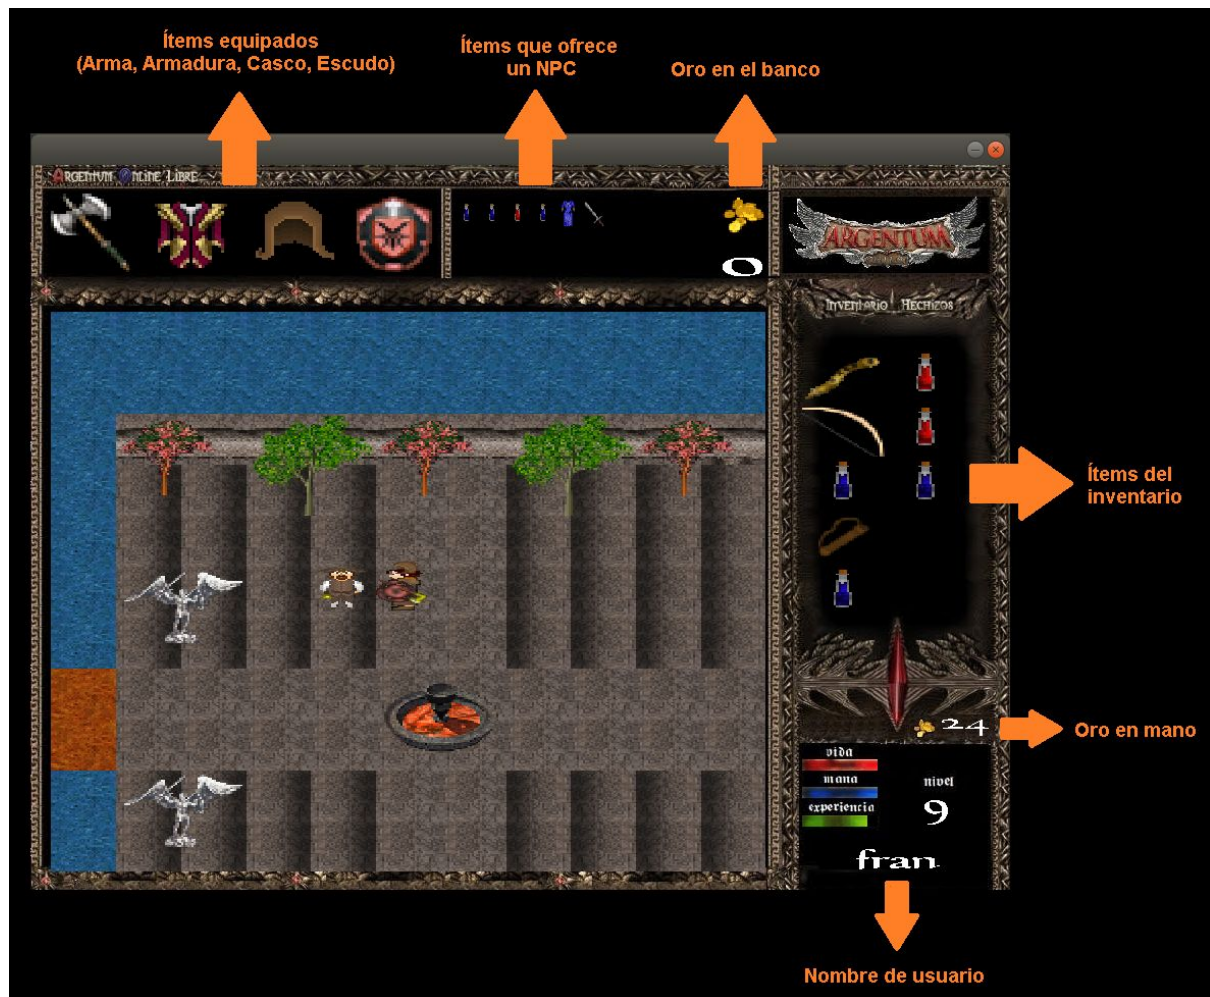 Ítems equipados
(Arma, Armadura, Casco, Escudo)
Ítems que ofrece
un NPC
Oro en el banco
ARGENTUM ONLINE LIBRE
0
ARGENTUM
INVENTARIO HECHIZOS
Ítems del
inventario
24
Oro en mano
vida
mana
nivel
experiencia
9
fran
Nombre de usuario